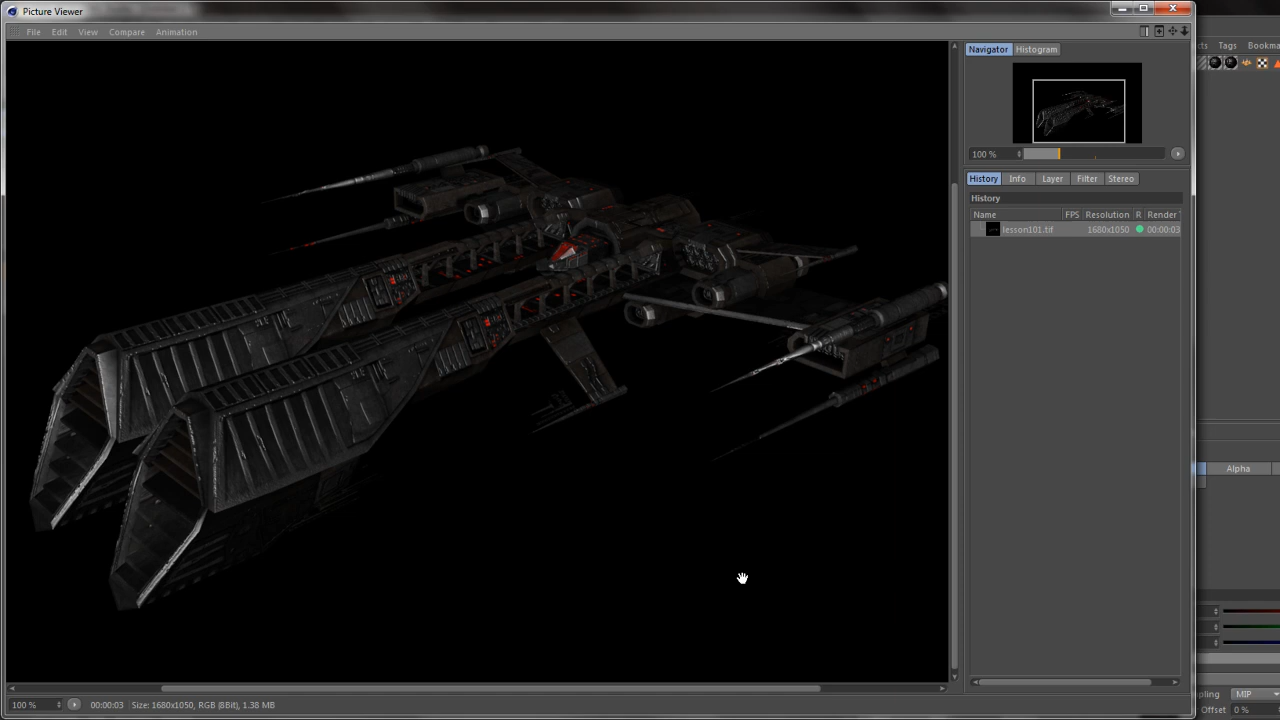 Picture Viewer
File Edit View Compare Animation
Navigator Histogram
100 %
History Info Layer Filter Stereo
History
Name FPS Resolution R Render
lesson101.tif 1680x1050 00:00:03
100 % 00:00:03 Size: 1680x1050, RGB (8Bit), 1.38 MB
Tags Bookma
Alpha
pling MIP
Offset 0 %